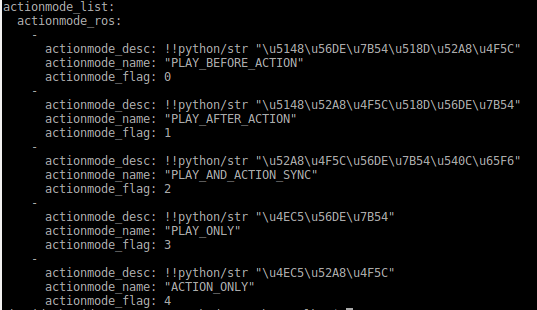 actionmode_list:
  actionmode_ros:
    -
      actionmode_desc: !!python/str "\u5148\u56DE\u7B54\u518D\u52A8\u4F5C"
      actionmode_name: "PLAY_BEFORE_ACTION"
      actionmode_flag: 0
    -
      actionmode_desc: !!python/str "\u5148\u52A8\u4F5C\u518D\u56DE\u7B54"
      actionmode_name: "PLAY_AFTER_ACTION"
      actionmode_flag: 1
    -
      actionmode_desc: !!python/str "\u52A8\u4F5C\u56DE\u7B54\u540C\u65F6"
      actionmode_name: "PLAY_AND_ACTION_SYNC"
      actionmode_flag: 2
    -
      actionmode_desc: !!python/str "\u4EC5\u56DE\u7B54"
      actionmode_name: "PLAY_ONLY"
      actionmode_flag: 3
    -
      actionmode_desc: !!python/str "\u4EC5\u52A8\u4F5C"
      actionmode_name: "ACTION_ONLY"
      actionmode_flag: 4